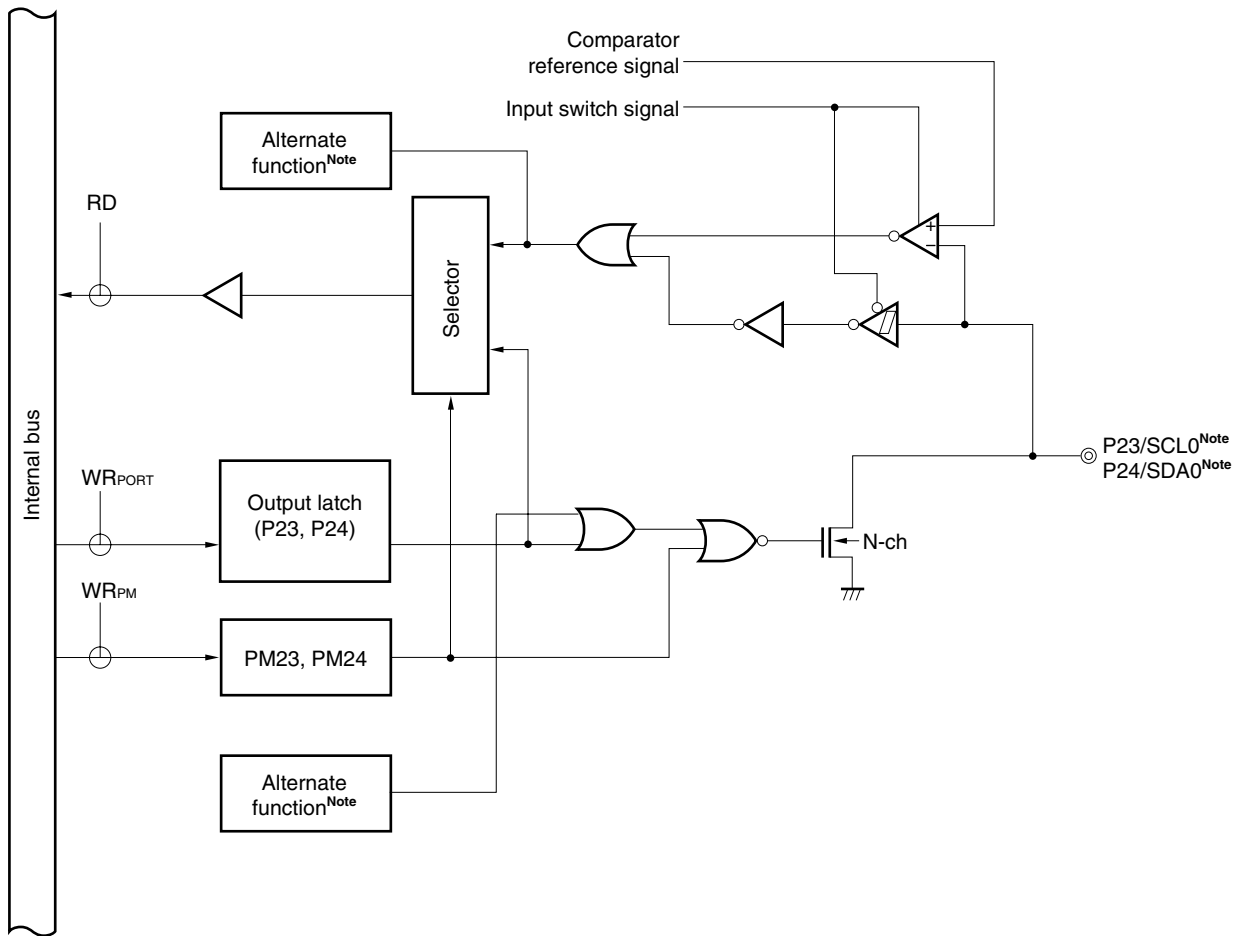 Comparator
reference signal
Input switch signal
Alternate
functionNote
RD
+
−
Selector
Internal bus
P23/SCL0Note
P24/SDA0Note
WRPORT
Output latch
(P23, P24)
N-ch
WRPM
PM23, PM24
Alternate
functionNote